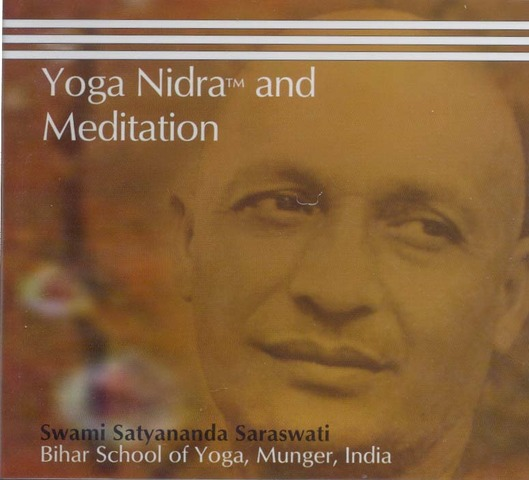 Yoga Nidra™ and
Meditation
Swami Satyananda Saraswati
Bihar School of Yoga, Munger, India